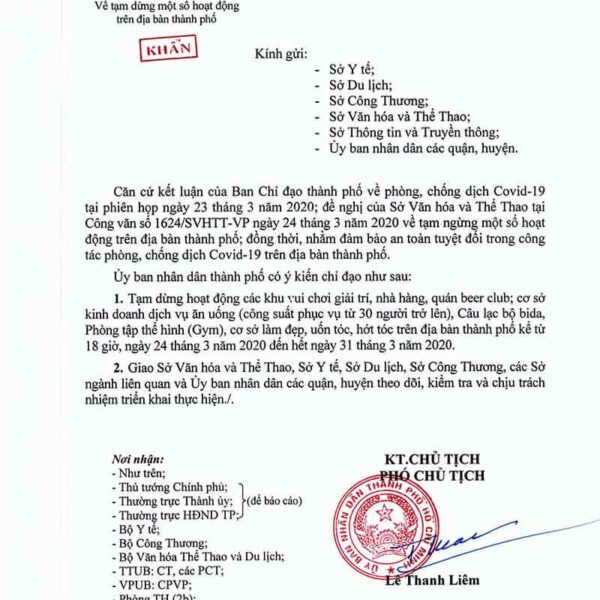 Về tạm dừng một số hoạt động
trên địa bàn thành phố
KHẨN
Kính gửi:
- Sở Y tế;
- Sở Du lịch;
- Sở Công Thương;
- Sở Văn hóa và Thể Thao;
- Sở Thông tin và Truyền thông;
- Ủy ban nhân dân các quận, huyện.
Căn cứ kết luận của Ban Chỉ đạo thành phố về phòng, chống dịch Covid-19
tại phiên họp ngày 23 tháng 3 năm 2020; đề nghị của Sở Văn hóa và Thể Thao tại
Công văn số 1624/SVHTT-VP ngày 24 tháng 3 năm 2020 về tạm ngừng một số hoạt
động trên địa bàn thành phố; đồng thời, nhằm đảm bảo an toàn tuyệt đối trong công
tác phòng, chống dịch Covid-19 trên địa bàn thành phố.
Ủy ban nhân dân thành phố có ý kiến chỉ đạo như sau:
1. Tạm dừng hoạt động các khu vui chơi giải trí, nhà hàng, quán beer club; cơ sở
kinh doanh dịch vụ ăn uống (công suất phục vụ từ 30 người trở lên), Câu lạc bộ bida,
Phòng tập thể hình (Gym), cơ sở làm đẹp, uốn tóc, hớt tóc trên địa bàn thành phố kể từ
18 giờ, ngày 24 tháng 3 năm 2020 đến hết ngày 31 tháng 3 năm 2020.
2. Giao Sở Văn hóa và Thể Thao, Sở Y tế, Sở Du lịch, Sở Công Thương, các Sở
ngành liên quan và Ủy ban nhân dân các quận, huyện theo dõi, kiểm tra và chịu trách
nhiệm triển khai thực hiện./.
Nơi nhận:
- Như trên;
- Thủ tướng Chính phủ;
- Thường trực Thành ủy;
- Thường trực HĐND TP;
(để báo cáo)
- Bộ Y tế;
- Bộ Công Thương;
- Bộ Văn hóa Thể Thao và Du lịch;
- TTUB: CT, các PCT;
- VPUB: CPVP;
- Phòng TH (2b);
KT.CHỦ TỊCH
PHÓ CHỦ TỊCH
ỦY BAN NHÂN DÂN THÀNH PHỐ HỒ CHÍ MINH
Lê Thanh Liêm